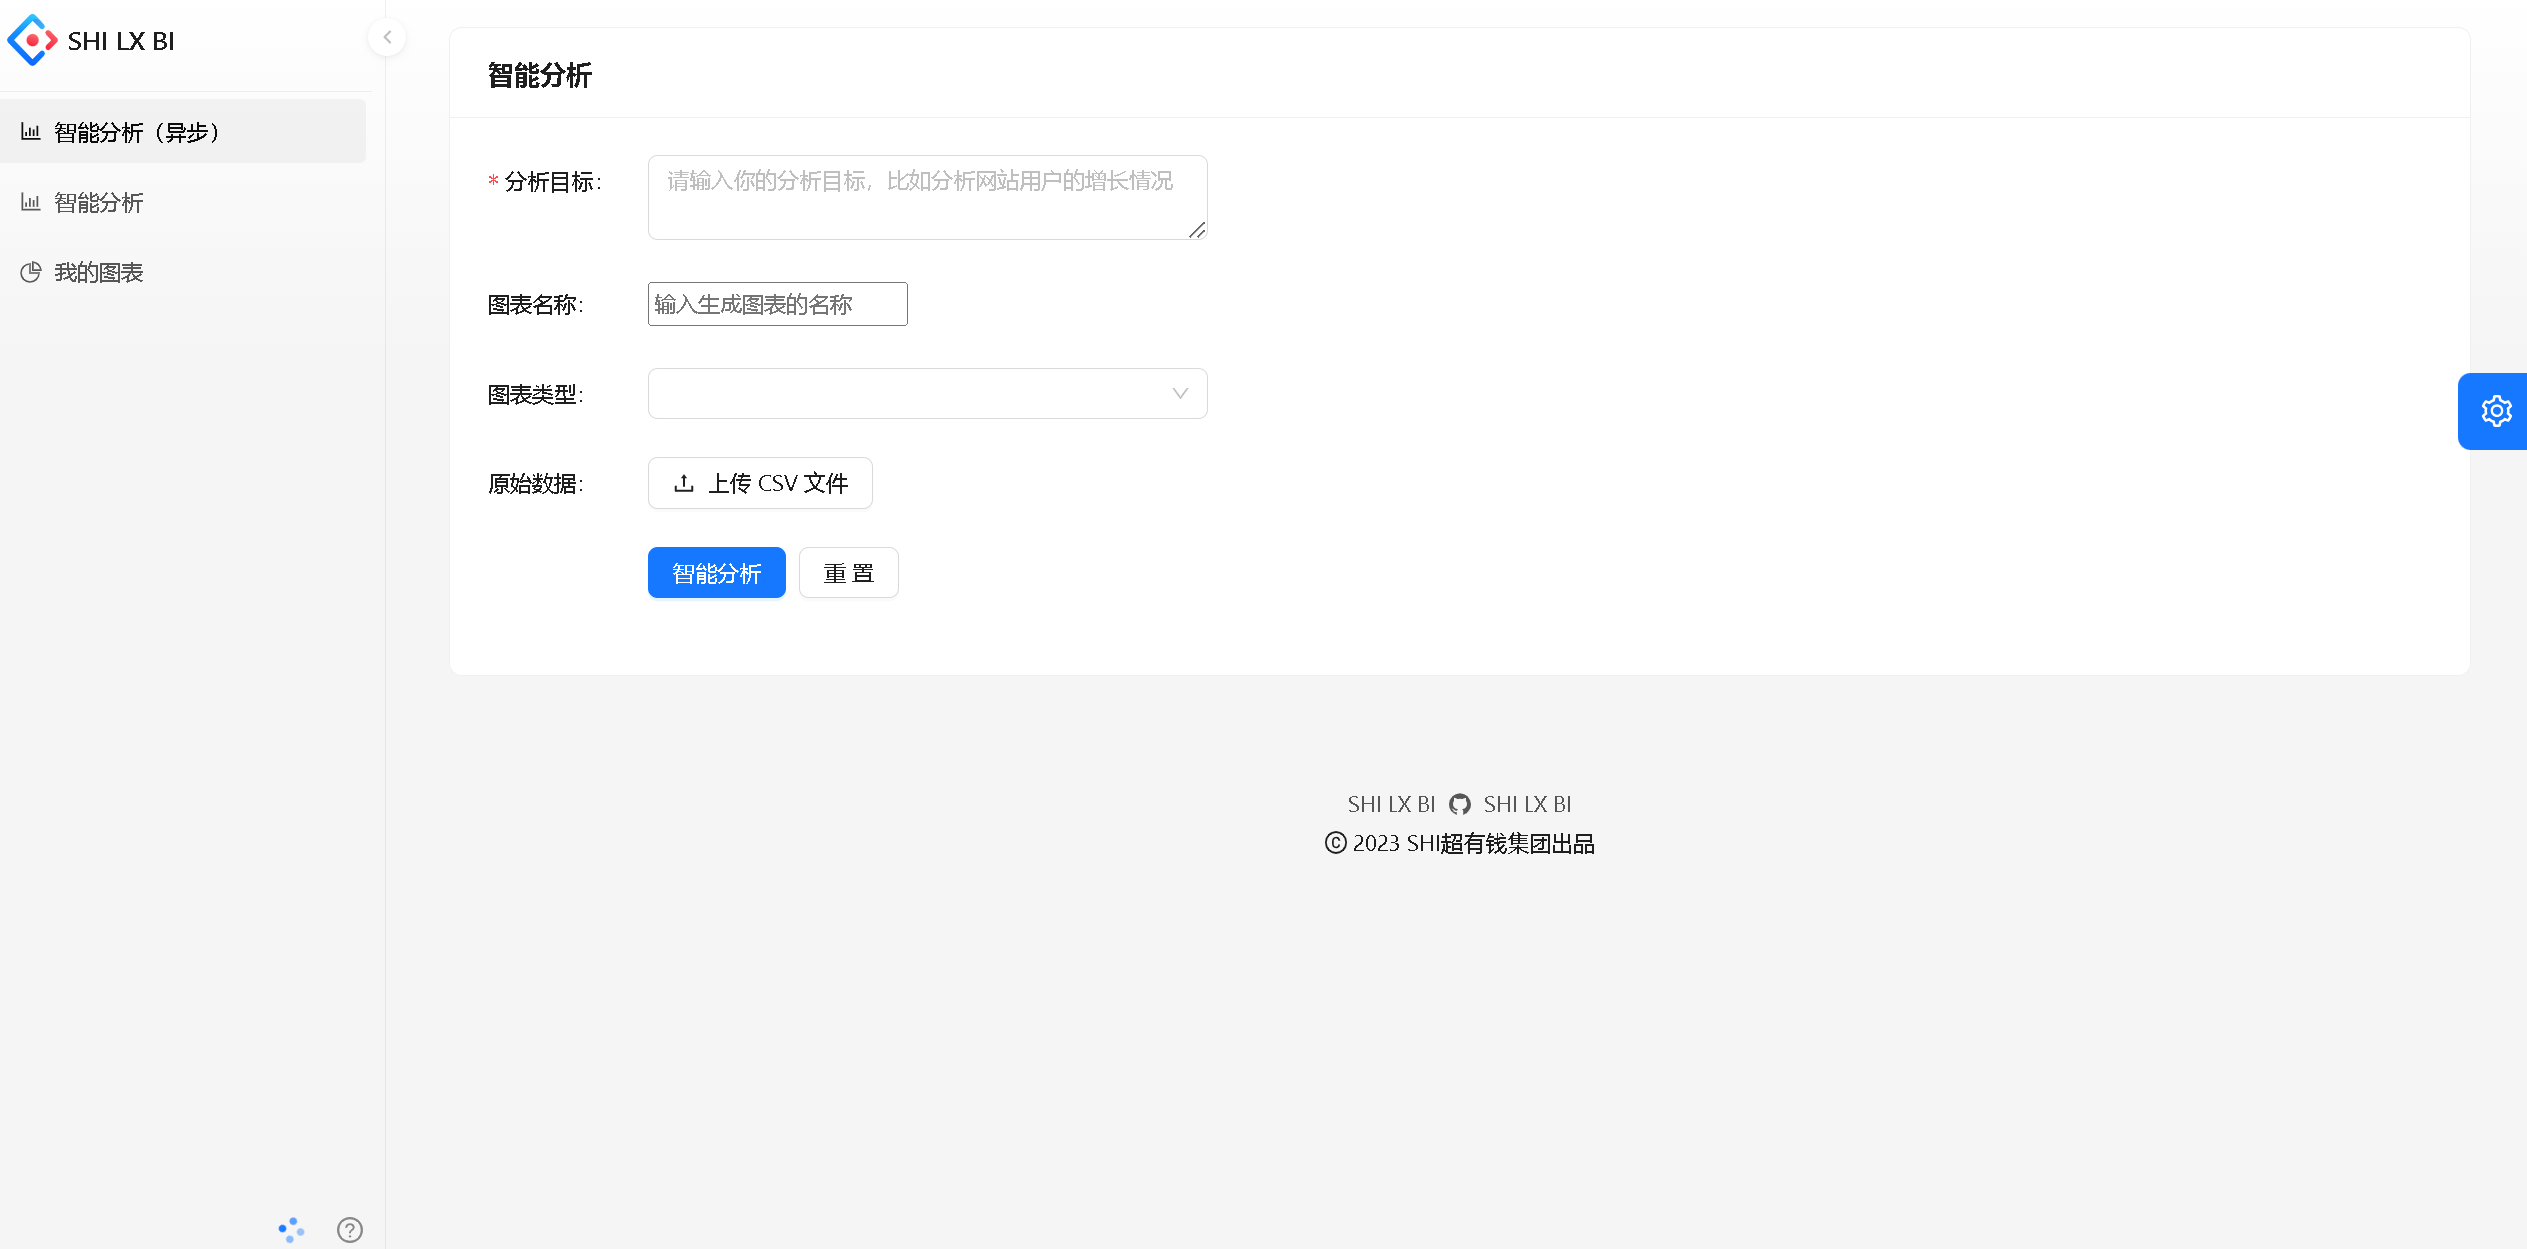 SHI LX BI
智能分析（异步）
智能分析
我的图表
智能分析
* 分析目标:
请输入你的分析目标，比如分析网站用户的增长情况
图表名称:
输入生成图表的名称
图表类型:
原始数据:
上传 CSV 文件
智能分析
重 置
SHI LX BI SHI LX BI
© 2023 SHI超有钱集团出品